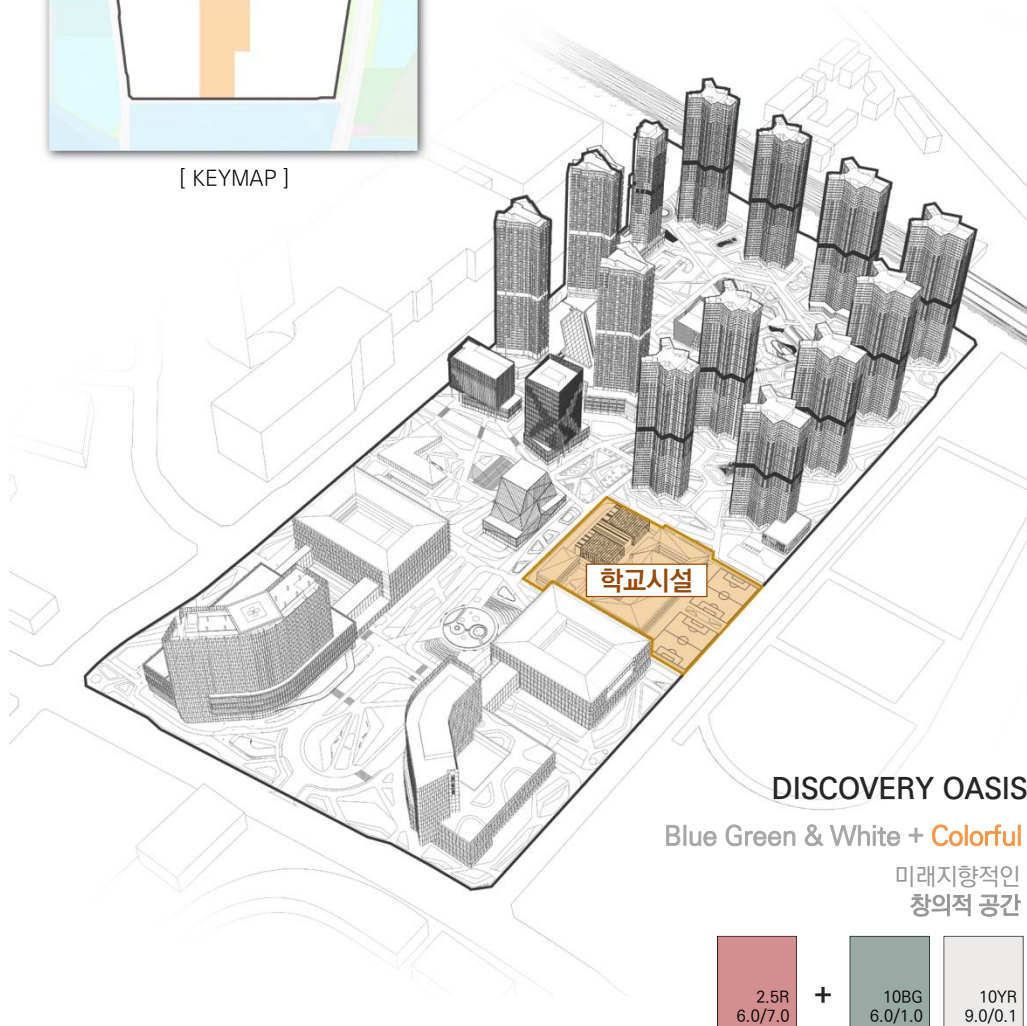 [ KEYMAP ]
학교시설
DISCOVERY OASIS
Blue Green & White + Colorful
미래지향적인
창의적 공간
2.5R
6.0/7.0
+
10BG
6.0/1.0
10YR
9.0/0.1